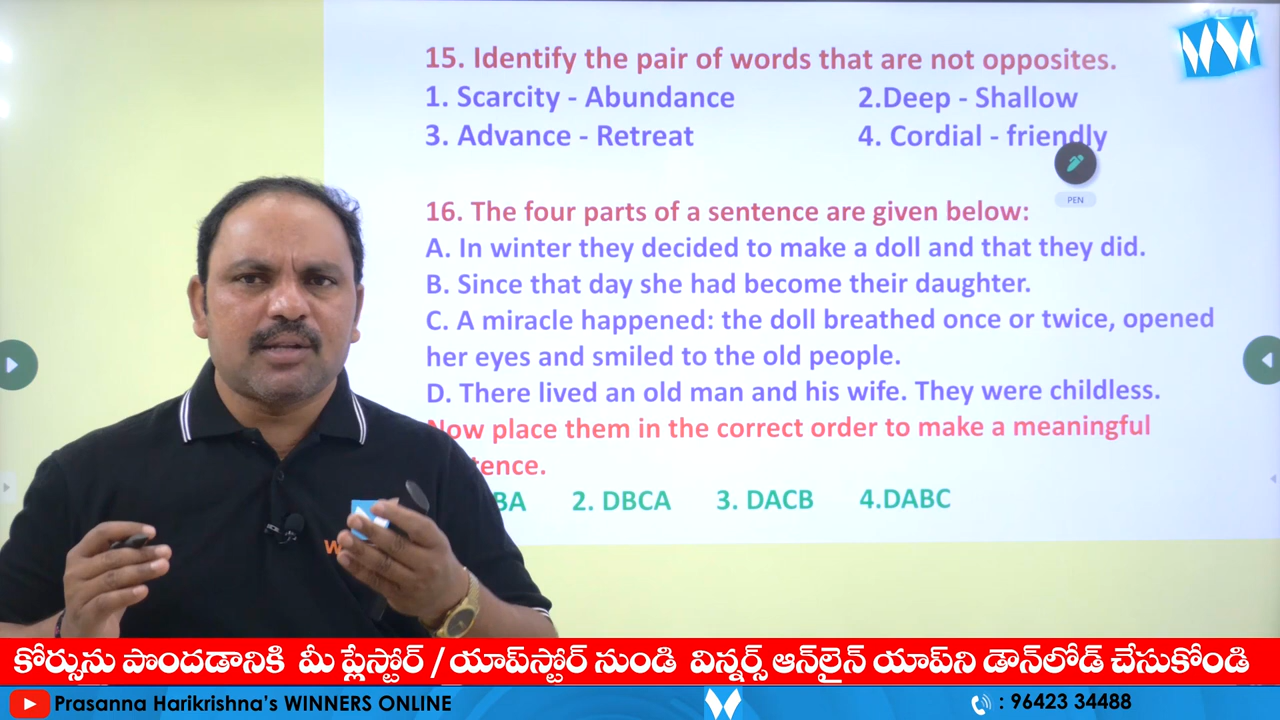 15. Identify the pair of words that are not opposites.
1. Scarcity - Abundance 2.Deep - Shallow
3. Advance - Retreat 4. Cordial - friendly
PEN
16. The four parts of a sentence are given below:
A. In winter they decided to make a doll and that they did.
B. Since that day she had become their daughter.
C. A miracle happened: the doll breathed once or twice, opened
her eyes and smiled to the old people.
D. There lived an old man and his wife. They were childless.
Now place them in the correct order to make a meaningful
tence.
BA 2. DBCA 3. DACB 4.DABC
కోర్సును పొందడానికి మీ ప్లేస్టోర్ / యాప్‌స్టోర్ నుండి విన్నర్స్ ఆన్‌లైన్ యాప్‌ని డౌన్‌లోడ్ చేసుకోండి
Prasanna Harikrishna's WINNERS ONLINE : 96423 34488